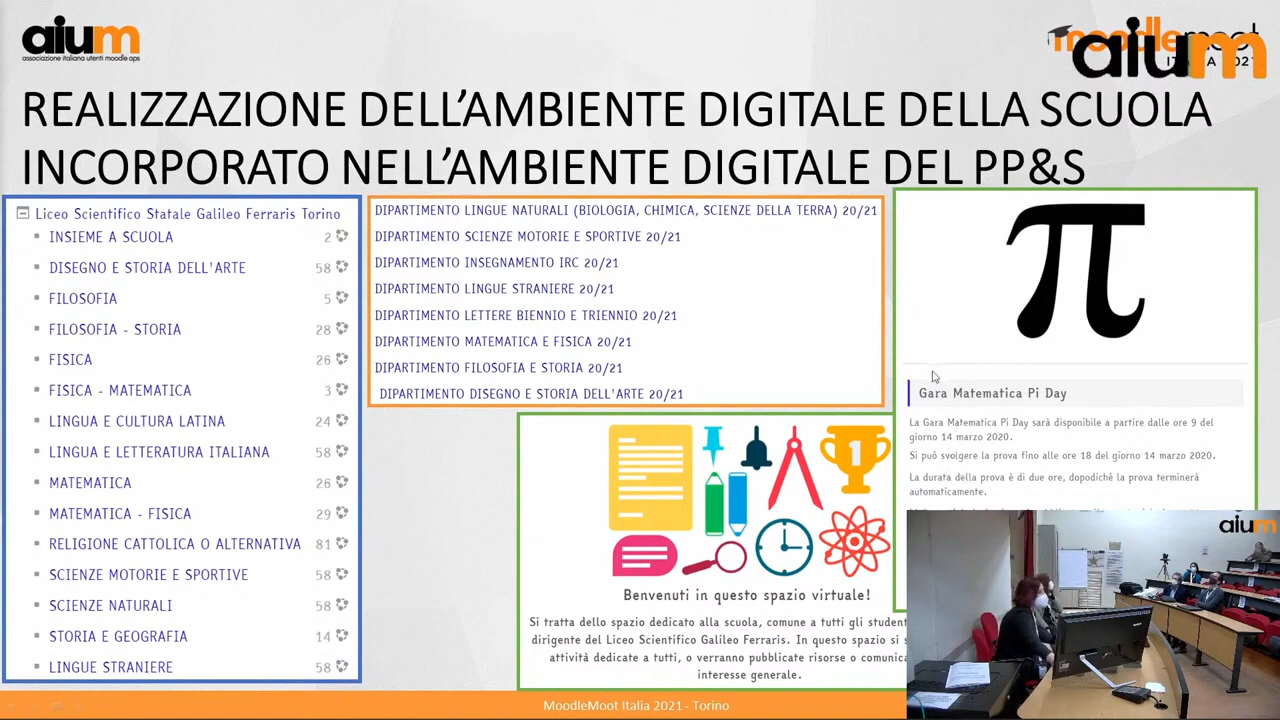 aium
associazione italiana utenti moodle aps
moodlemoot
aium
REALIZZAZIONE DELL'AMBIENTE DIGITALE DELLA SCUOLA
INCORPORATO NELL'AMBIENTE DIGITALE DEL PP&S
Liceo Scientifico Statale Galileo Ferraris Torino
INSIEME A SCUOLA 2
DISEGNO E STORIA DELL'ARTE 58
FILOSOFIA 5
FILOSOFIA - STORIA 28
FISICA 26
FISICA - MATEMATICA 3
LINGUA E CULTURA LATINA 24
LINGUA E LETTERATURA ITALIANA 58
MATEMATICA 26
MATEMATICA - FISICA 29
RELIGIONE CATTOLICA O ALTERNATIVA 81
SCIENZE MOTORIE E SPORTIVE 58
SCIENZE NATURALI 58
STORIA E GEOGRAFIA 14
LINGUE STRANIERE 58
DIPARTIMENTO LINGUE NATURALI (BIOLOGIA, CHIMICA, SCIENZE DELLA TERRA) 20/21
DIPARTIMENTO SCIENZE MOTORIE E SPORTIVE 20/21
DIPARTIMENTO INSEGNAMENTO IRC 20/21
DIPARTIMENTO LINGUE STRANIERE 20/21
DIPARTIMENTO LETTERE BIENNIO E TRIENNIO 20/21
DIPARTIMENTO MATEMATICA E FISICA 20/21
DIPARTIMENTO FILOSOFIA E STORIA 20/21
DIPARTIMENTO DISEGNO E STORIA DELL'ARTE 20/21
π
Gara Matematica Pi Day
La Gara Matematica Pi Day sarà disponibile a partire dalle ore 9 del
giorno 14 marzo 2020.
Si può svolgere la prova fino alle ore 18 del giorno 14 marzo 2020.
La durata della prova è di due ore, dopodiché la prova terminerà
automaticamente.
1
Benvenuti in questo spazio virtuale!
Si tratta dello spazio dedicato alla scuola, comune a tutti gli student
dirigente del Liceo Scientifico Galileo Ferraris. In questo spazio si s
attività dedicate a tutti, o verranno pubblicate risorse o comunica
interesse generale.
aium
MoodleMoot Italia 2021 - Torino